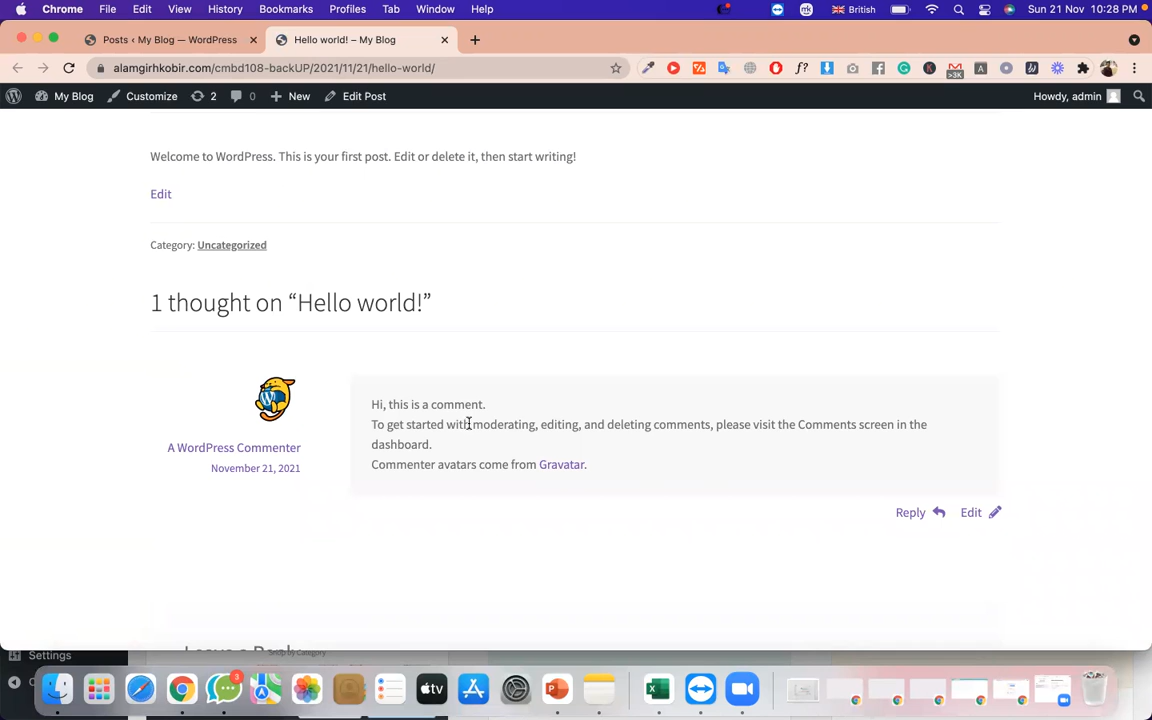 Chrome File Edit View History Bookmarks Profiles Tab Window Help British Sun 21 Nov 10:28 PM
Posts ‹ My Blog — WordPress Hello world! – My Blog
alamgirhkobir.com/cmbd108-backUP/2021/11/21/hello-world/
My Blog Customize 2 0 New Edit Post Howdy, admin
Welcome to WordPress. This is your first post. Edit or delete it, then start writing!
Edit
Category: Uncategorized
1 thought on “Hello world!”
Hi, this is a comment.
To get started with moderating, editing, and deleting comments, please visit the Comments screen in the
dashboard.
Commenter avatars come from Gravatar.
A WordPress Commenter
November 21, 2021
Reply Edit
Settings
Shop by Category